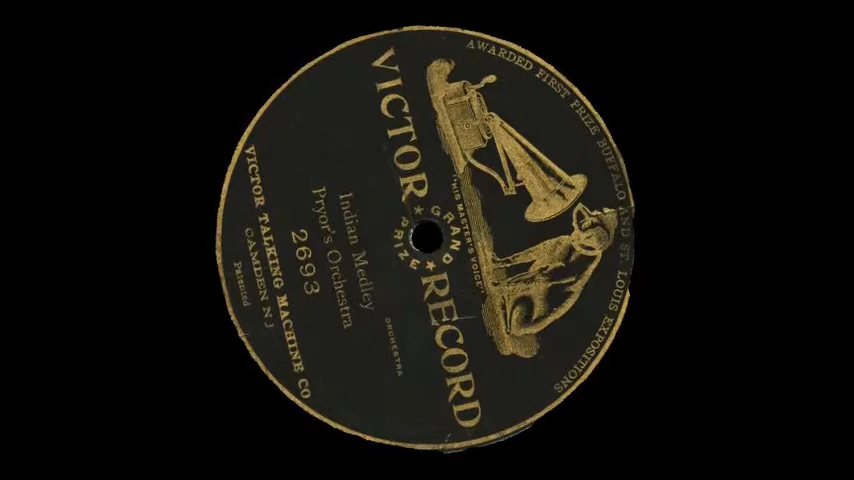 AWARDED FIRST PRIZE BUFFALO AND ST. LOUIS EXPOSITIONS
"HIS MASTER'S VOICE"
VICTOR RECORD
GRAND PRIZE
ORCHESTRA
Indian Medley
Pryor's Orchestra
2693
VICTOR TALKING MACHINE CO
CAMDEN N J
Patented